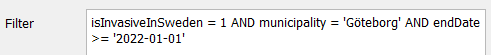 Filter
isInvasiveInSweden = 1 AND municipality = 'Göteborg' AND endDate
>= '2022-01-01'